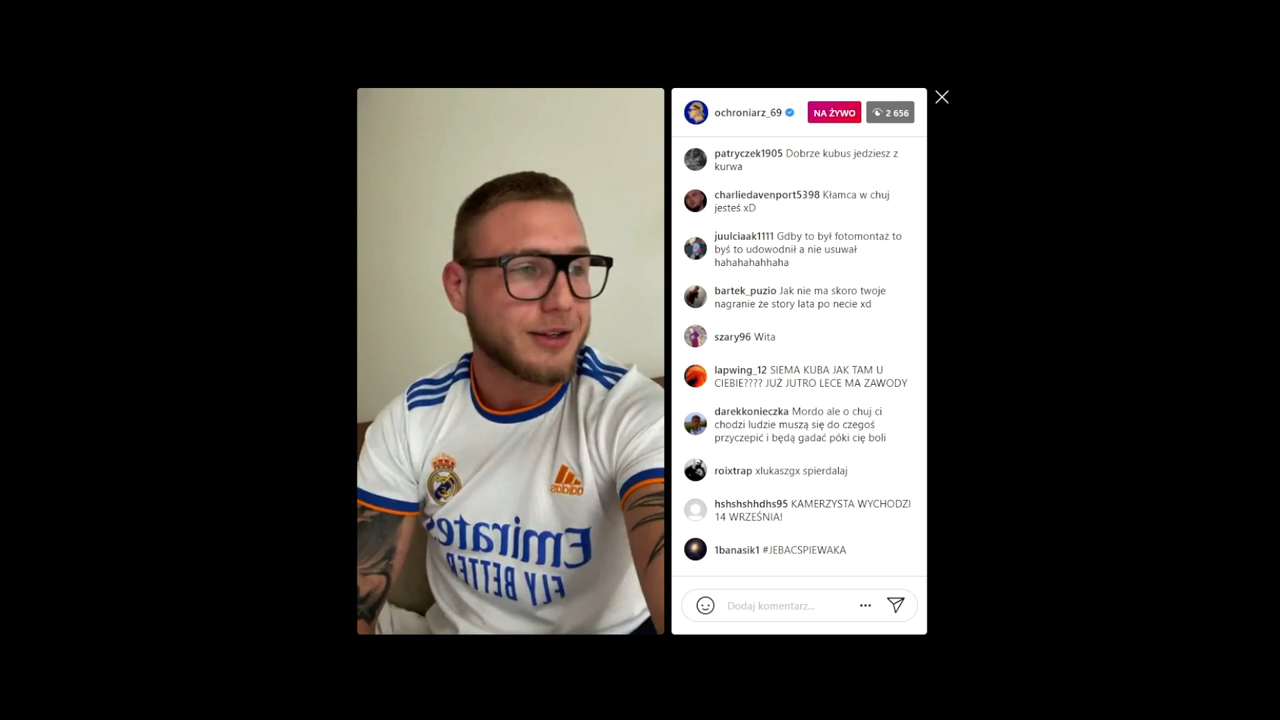 ochroniarz_69
NA ŻYWO
2 656
patryczek1905 Dobrze kubus jedziesz z
kurwa
charliedavenport5398 Kłamca w chuj
jesteś xD
juulciaak1111 Gdby to był fotomontaż to
byś to udowodnił a nie usuwał
hahahahahhaha
bartek_puzio Jak nie ma skoro twoje
nagranie że story lata po necie xd
szary96 Wita
lapwing_12 SIEMA KUBA JAK TAM U
CIEBIE???? JUŻ JUTRO LECE MA ZAWODY
darekkonieczka Mordo ale o chuj ci
chodzi ludzie muszą się do czegoś
przyczepić i będą gadać póki cię boli
roixtrap xlukaszgx spierdalaj
hshshshhdhs95 KAMERZYSTA WYCHODZI
14 WRZEŚNIA!
1banasik1 #JEBACSPIEWAKA
Dodaj komentarz...
adidas
Emirates
FLY BETTER